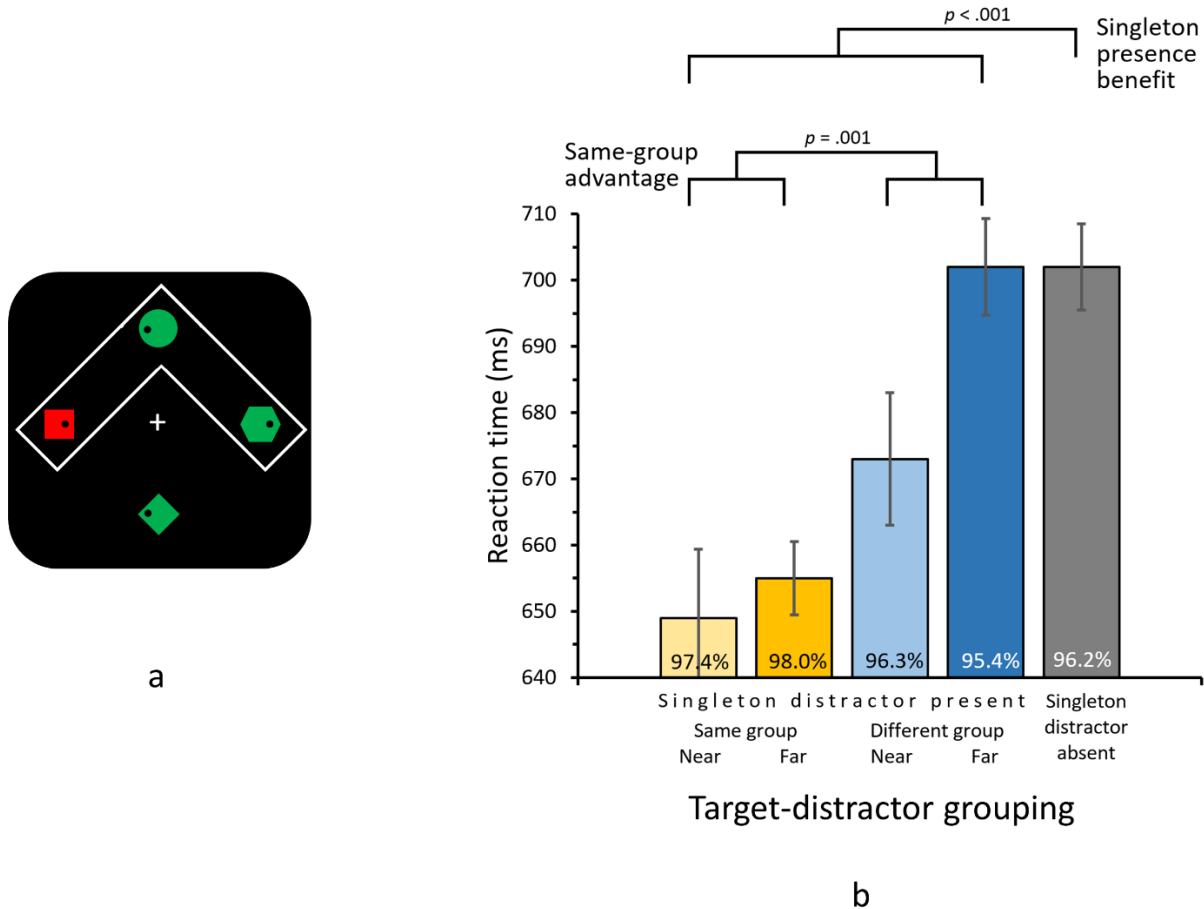 p < .001
Singleton
presence
benefit
p = .001
Same-group
advantage
710
700
690
680
670
660
650
640
Reaction time (ms)
97.4%
98.0%
96.3%
95.4%
96.2%
Singleton distractor present
Same group
Different group
Near
Far
Near
Far
Singleton
distractor
absent
Target-distractor grouping
a
b